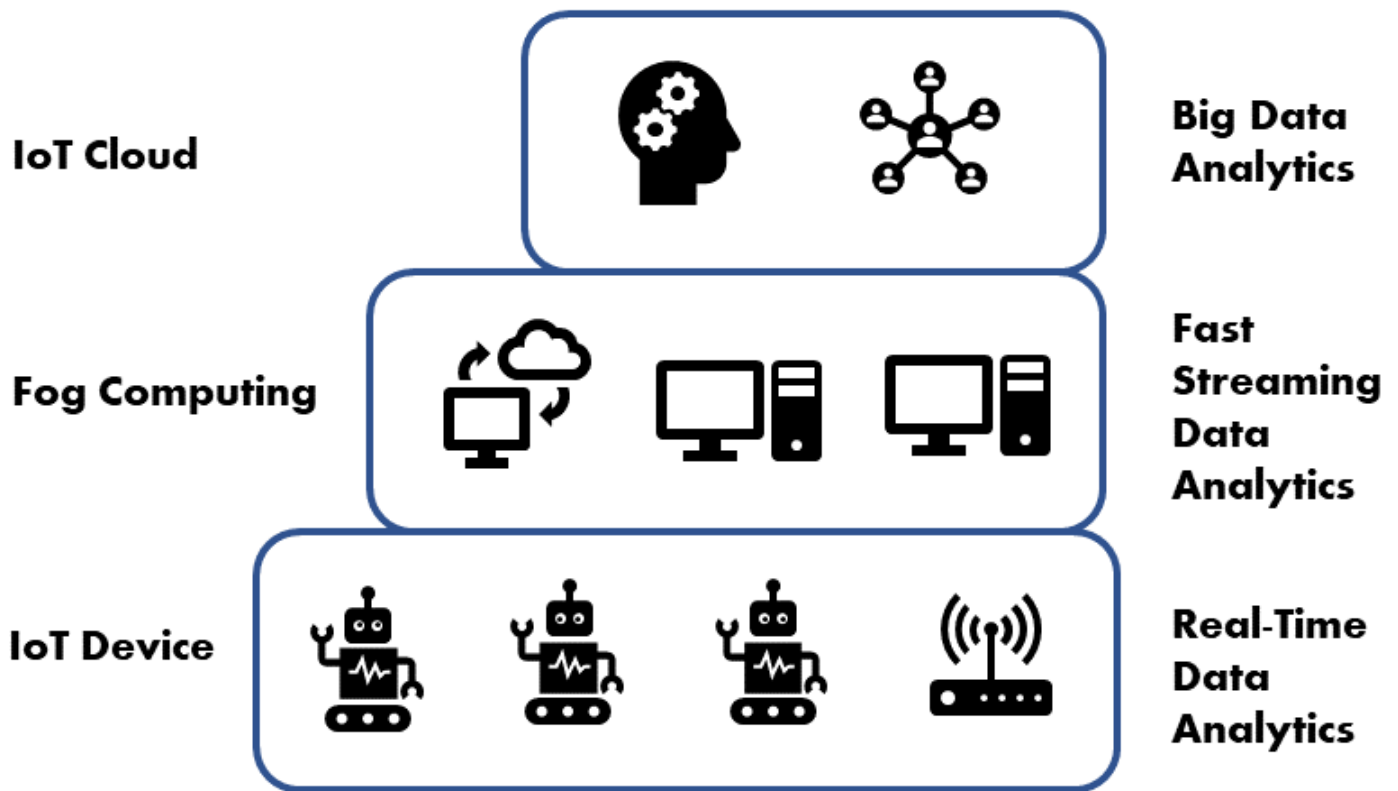 IoT Cloud
Big Data
Analytics
Fog Computing
Fast
Streaming
Data
Analytics
IoT Device
Real-Time
Data
Analytics